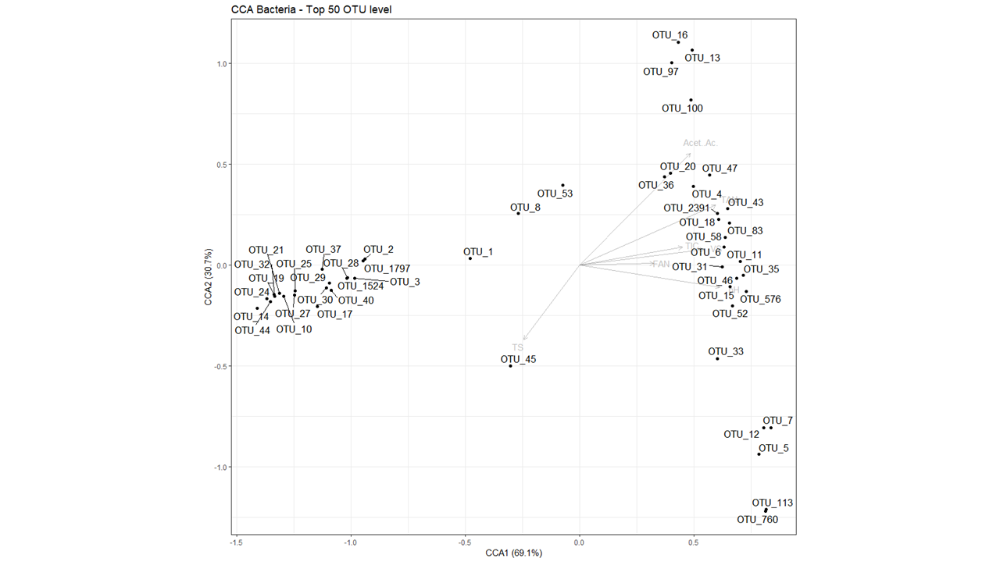 CCA Bacteria - Top 50 OTU level
OTU_16
OTU_13
OTU_97
OTU_100
Acet. Ac.
OTU_20
OTU_47
OTU_36
OTU_4
OTU_53
OTU_8
OTU_2391
OTU_43
OTU_18
OTU_83
OTU_58
TIC
OTU_6
OTU_11
OTU_1
OTU_2
OTU_37
OTU_21
OTU_32
OTU_25
OTU_28
OTU_1797
FAN
OTU_31
OTU_35
OTU_19
OTU_29
OTU_3
OTU_1524
OTU_46
OTU_24
OTU_30
OTU_40
OTU_15
OTU_576
OTU_14
OTU_27
OTU_17
OTU_52
OTU_44
OTU_10
TS
OTU_45
OTU_33
OTU_7
OTU_12
OTU_5
OTU_113
OTU_760
1.0
0.5
0.0
-0.5
-1.0
CCA2 (30.7%)
-1.5 -1.0 -0.5 0.0 0.5
CCA1 (69.1%)